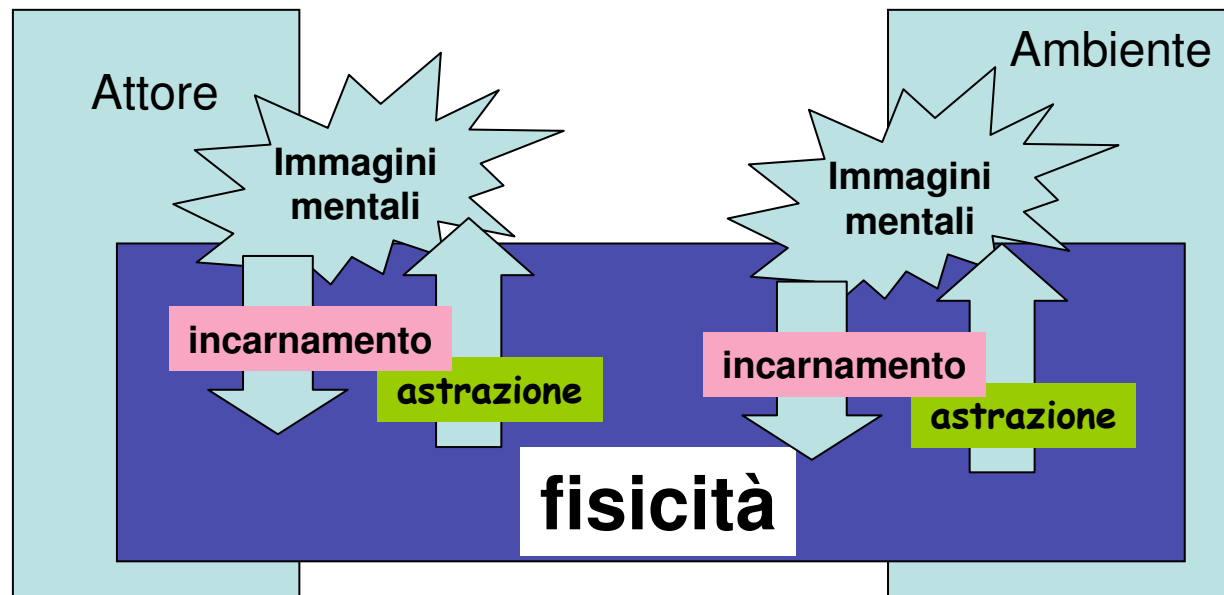 Attore
Ambiente
Immagini
mentali
Immagini
mentali
incarnamento
astrazione
incarnamento
astrazione
fisicità